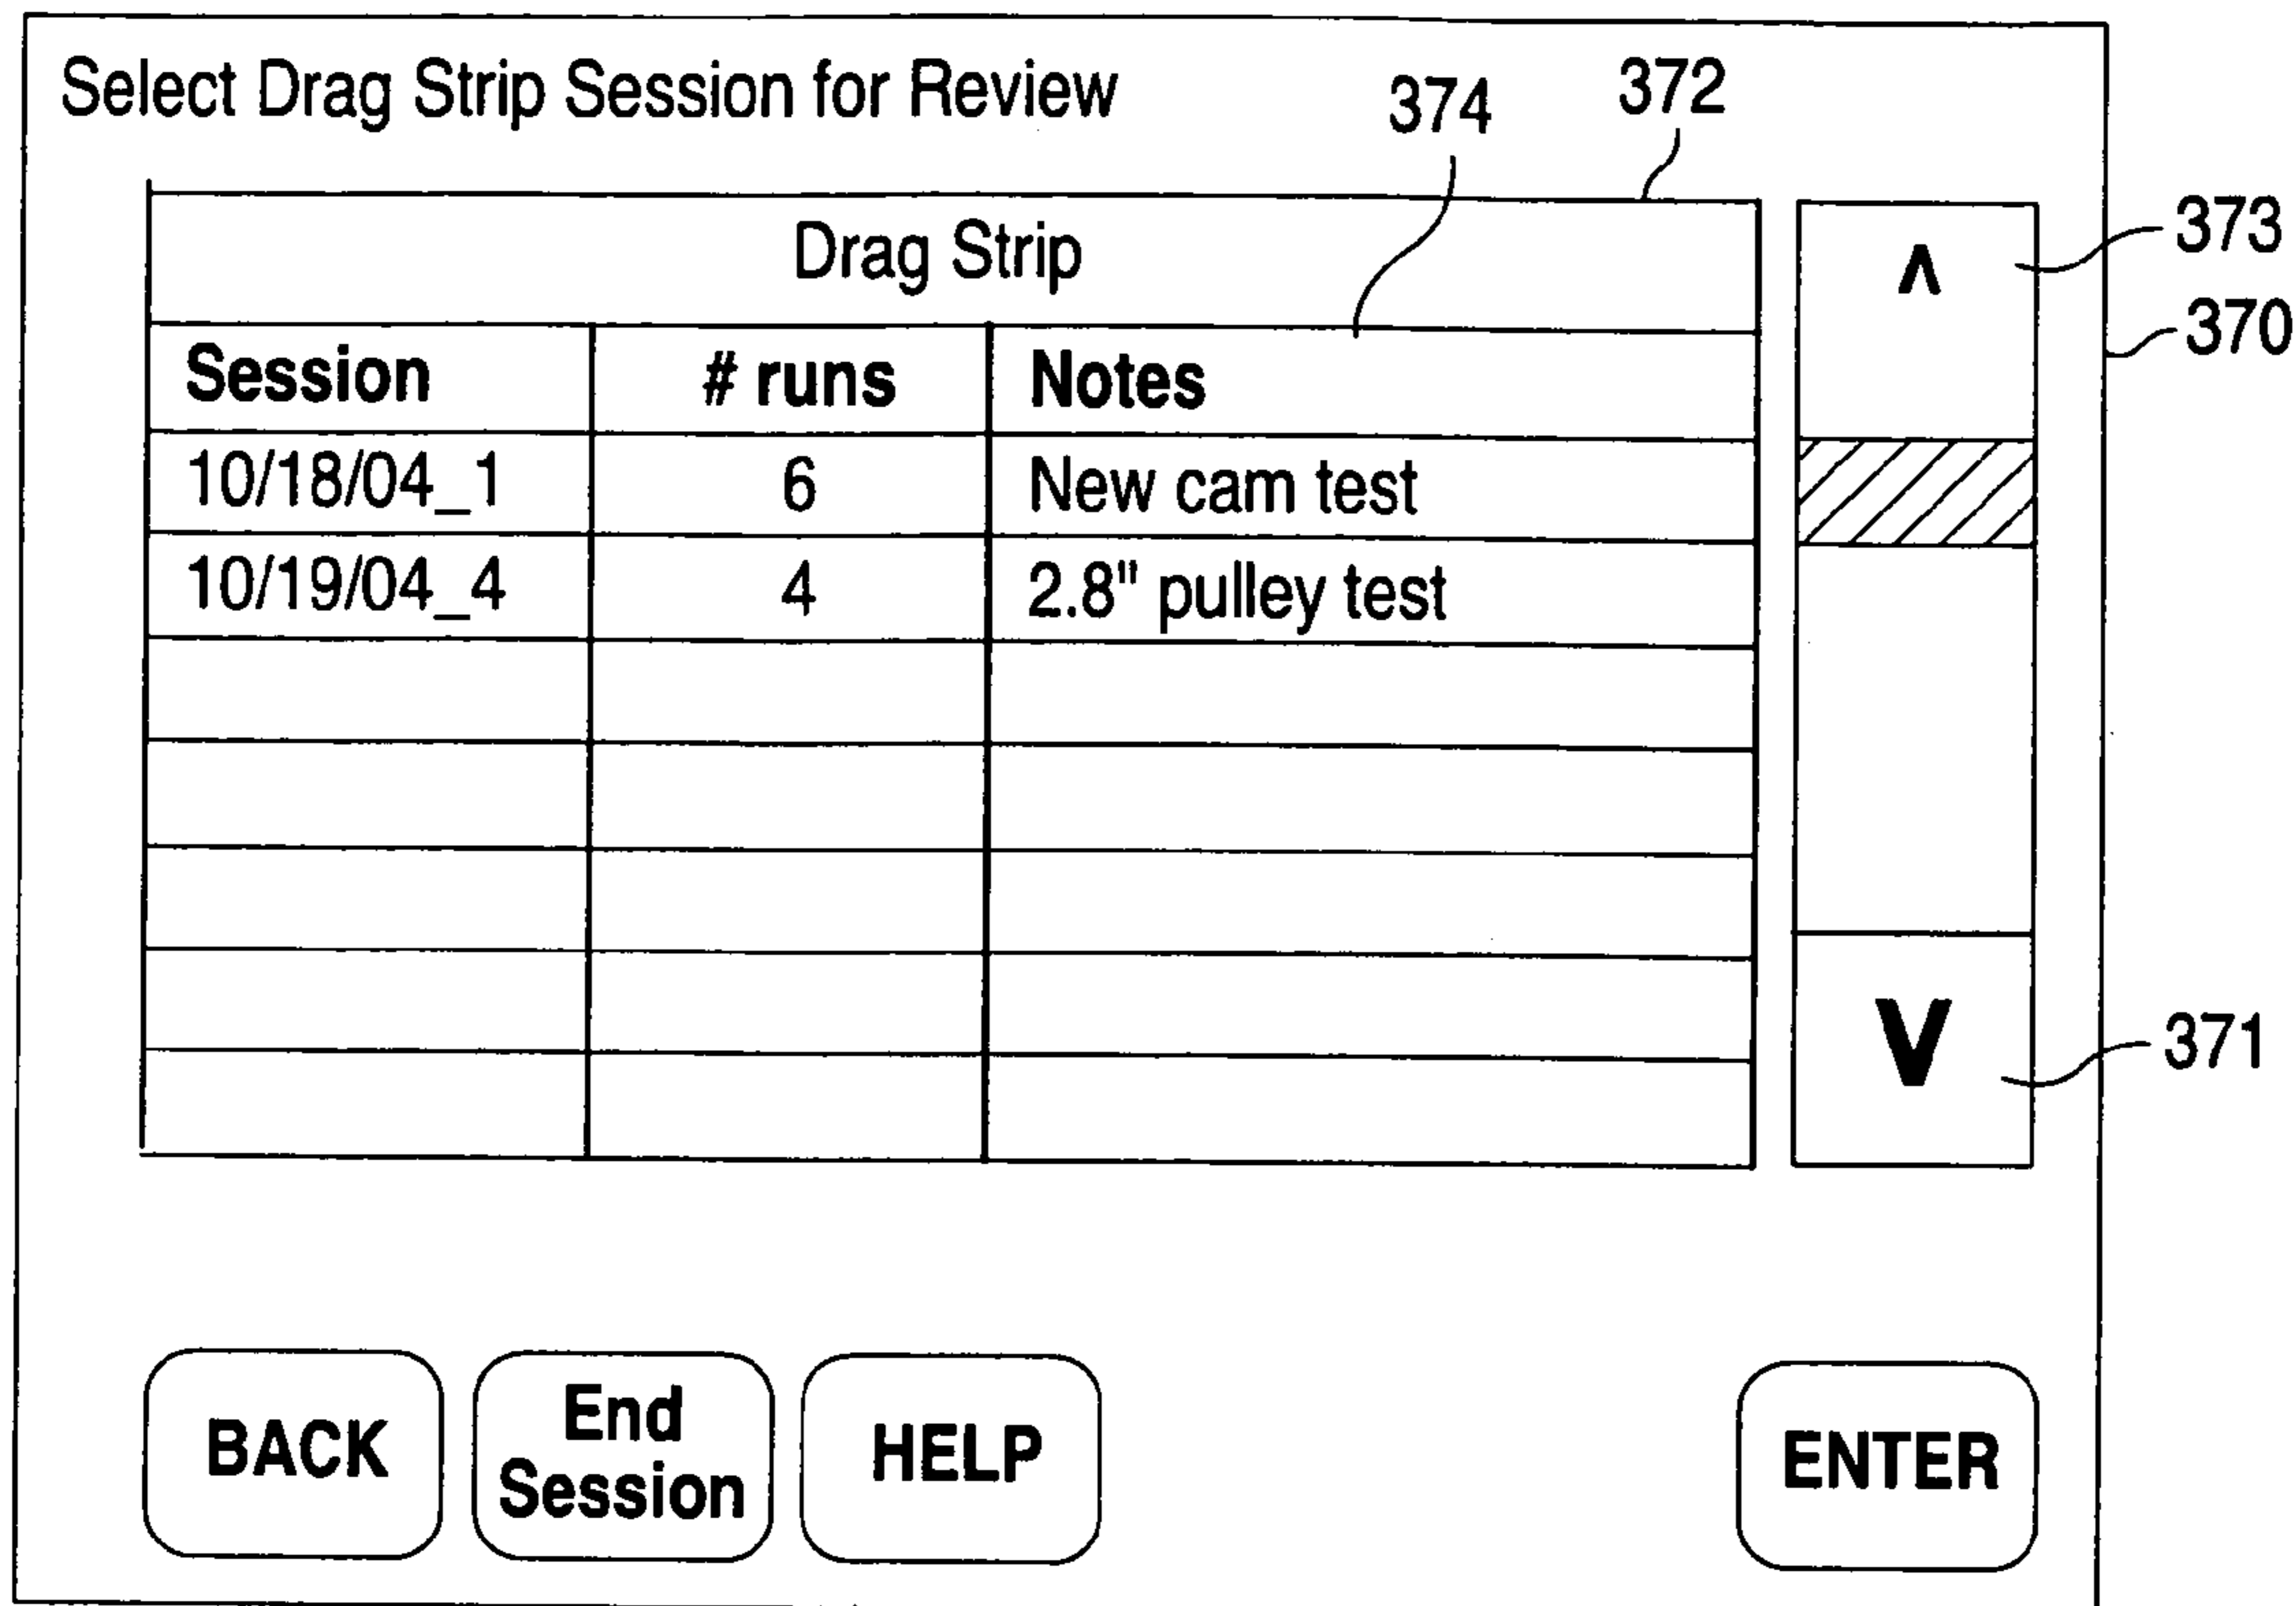 Select Drag Strip Session for Review
374
372
Drag Strip
373
370
Session # runs Notes
10/18/04_1 6 New cam test
10/19/04_4 4 2.8" pulley test
371
BACK
End
Session
HELP
ENTER